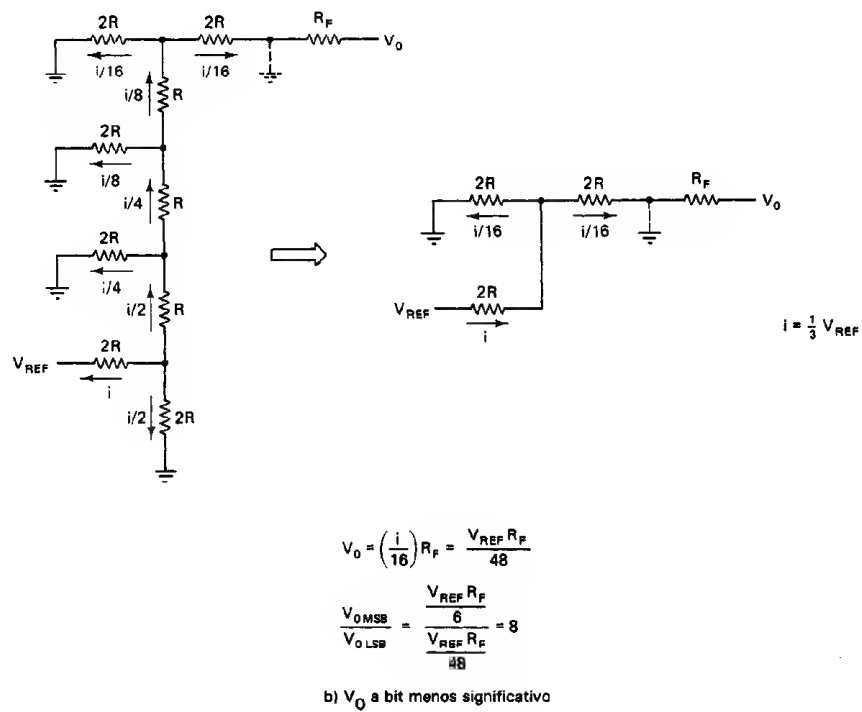 2R 2R R_F V_0
i/16 i/16
i/8 R
2R
i/8
i/4 R
2R
i/4
i/2 R
V_REF 2R
i
i/2 2R
2R 2R R_F V_0
i/16 i/16
V_REF 2R
i
i = 1/3 V_REF
V_0 = (i/16) R_F = V_REF R_F / 48
V_0 MSB / V_0 LSB = (V_REF R_F / 6) / (V_REF R_F / 48) = 8
b) V_0 a bit menos significativo